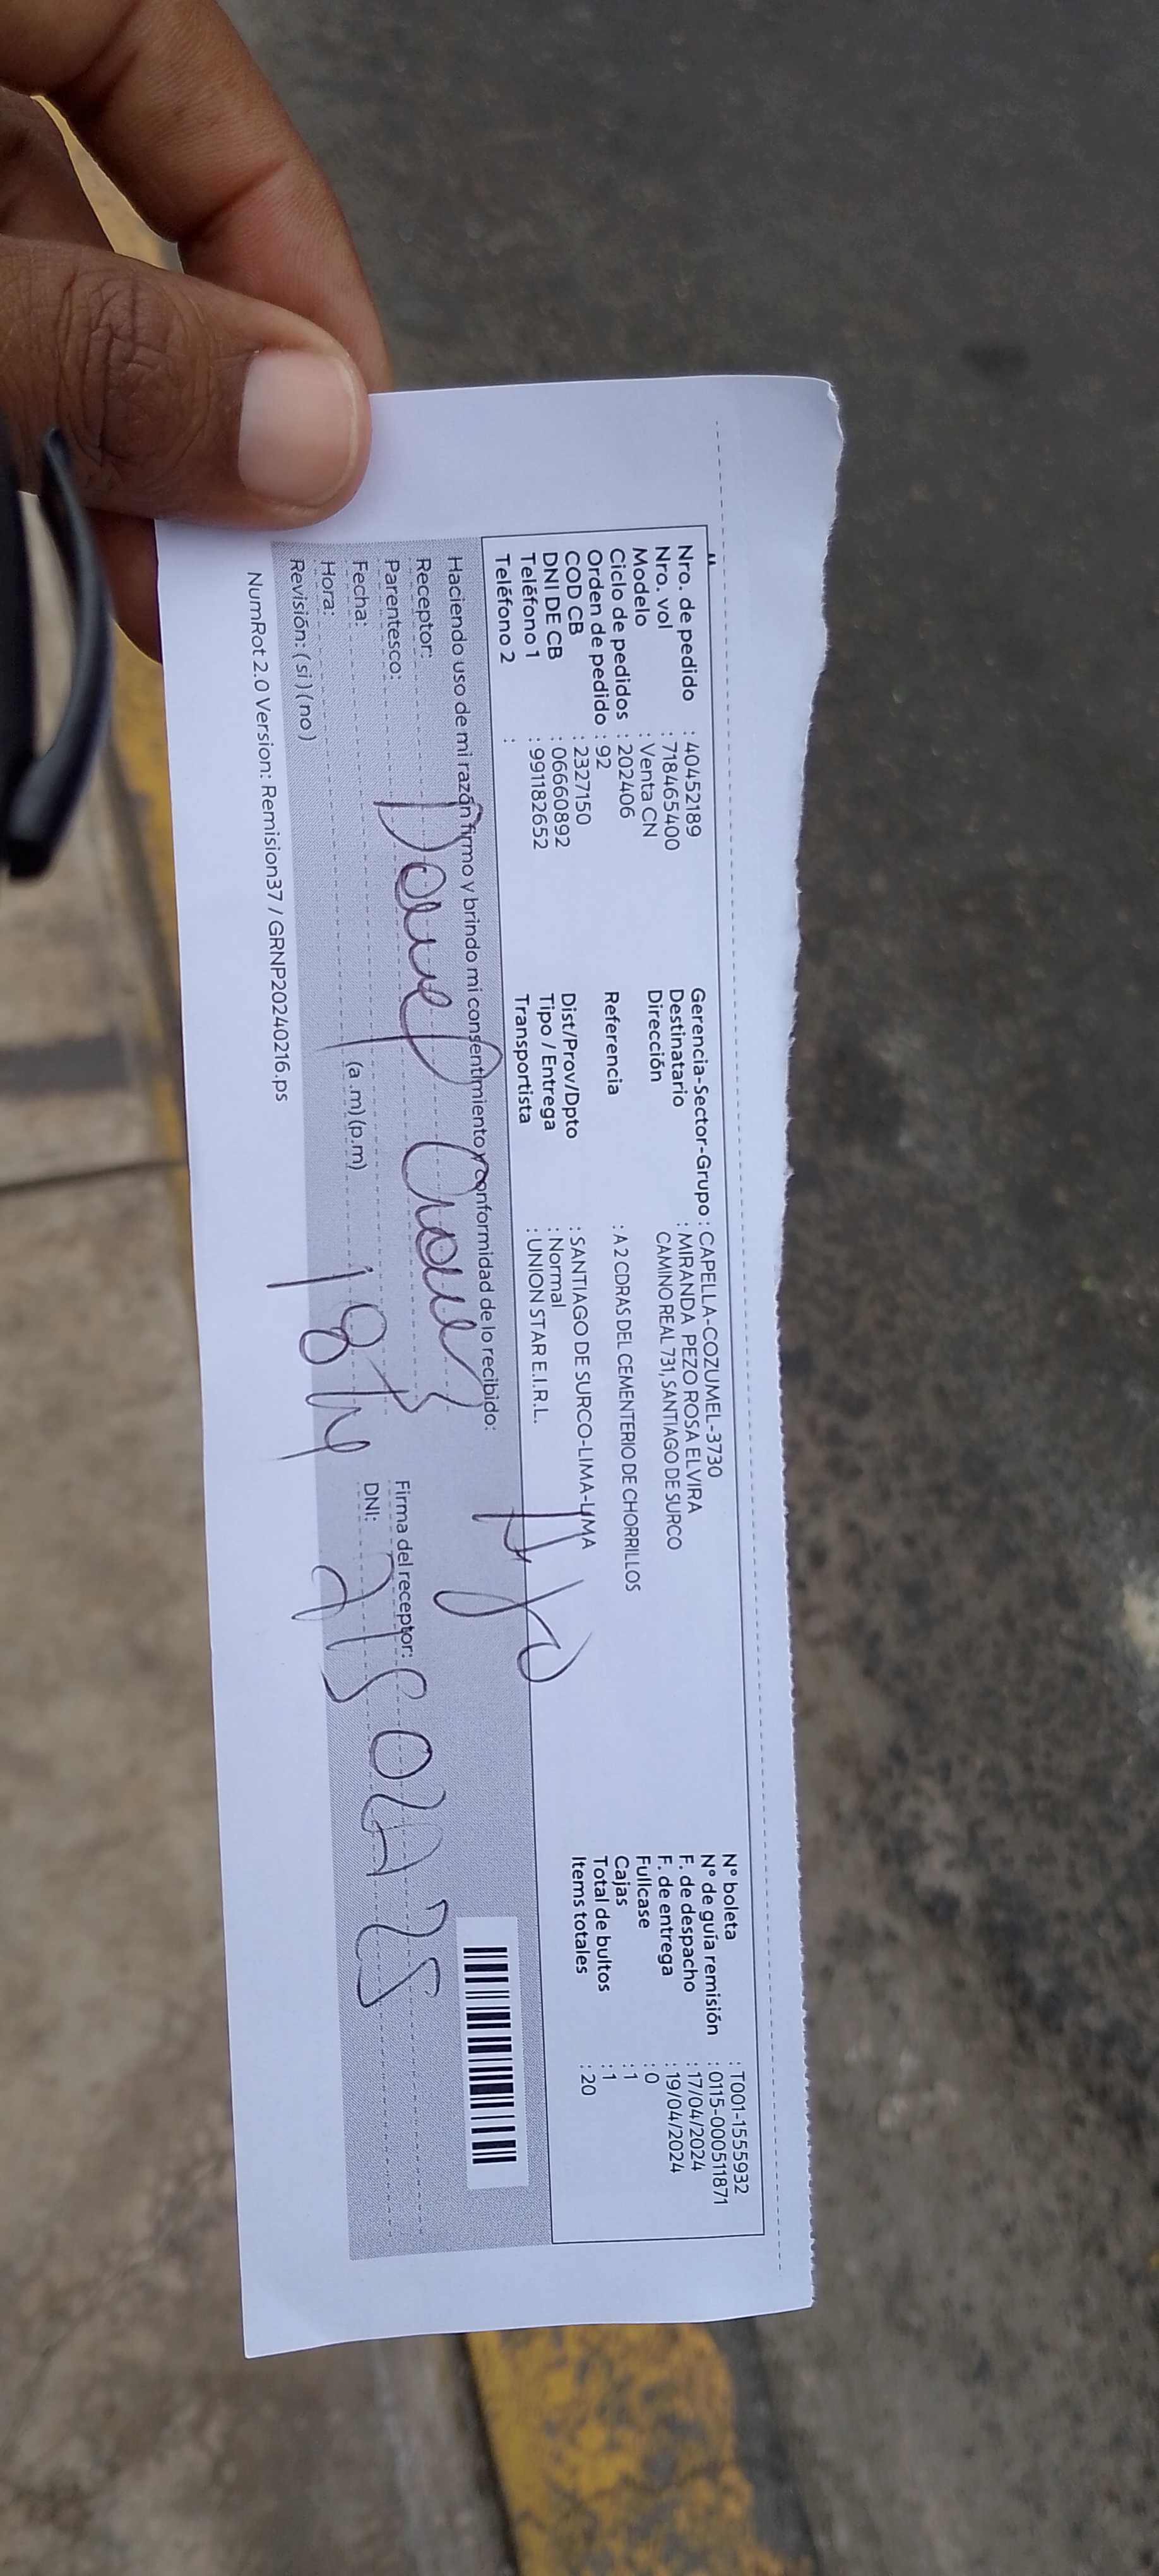 Nro. de pedido : 40452189
Nro. vol : 718465400
Modelo : Venta CN
Ciclo de pedidos : 202406
Orden de pedido : 92
COD CB : 2327150
DNI DE CB : 06660892
Teléfono 1 : 991182652
Teléfono 2 :
Gerencia-Sector-Grupo : CAPELLA-COZUMEL-3730
Destinatario : MIRANDA PEZO ROSA ELVIRA
Dirección CAMINO REAL 731, SANTIAGO DE SURCO
Referencia : A 2 CDRAS DEL CEMENTERIO DE CHORRILLOS
Dist/Prov/Dpto : SANTIAGO DE SURCO-LIMA-LIMA
Tipo / Entrega : Normal
Transportista : UNION STAR E.I.R.L.
N° boleta : T001-1555932
N° de guía remisión : 0115-000511871
F. de despacho : 17/04/2024
F. de entrega : 19/04/2024
Fullcase : 0
Cajas : 1
Total de bultos : 1
Items totales : 20
Haciendo uso de mi razón firmo y brindo mi consentimiento y conformidad de lo recibido:
Receptor:
Parentesco:
Fecha:
Hora: (a .m) (p.m)
Revisión: ( si ) ( no )
Firma del receptor:
DNI:
NumRot 2.0 Version: Remision37 / GRNP20240216.ps